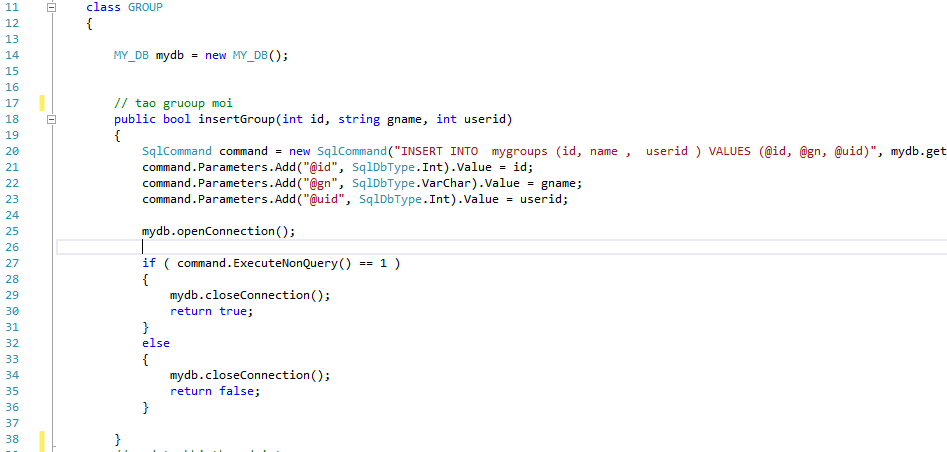 11 class GROUP
12 {
13
14 MY_DB mydb = new MY_DB();
15
16
17 // tao gruoup moi
18 public bool insertGroup(int id, string gname, int userid)
19 {
20 SqlCommand command = new SqlCommand("INSERT INTO  mygroups (id, name ,  userid ) VALUES (@id, @gn, @uid)", mydb.get
21 command.Parameters.Add("@id", SqlDbType.Int).Value = id;
22 command.Parameters.Add("@gn", SqlDbType.VarChar).Value = gname;
23 command.Parameters.Add("@uid", SqlDbType.Int).Value = userid;
24
25 mydb.openConnection();
26
27 if ( command.ExecuteNonQuery() == 1 )
28 {
29 mydb.closeConnection();
30 return true;
31 }
32 else
33 {
34 mydb.closeConnection();
35 return false;
36 }
37
38 }